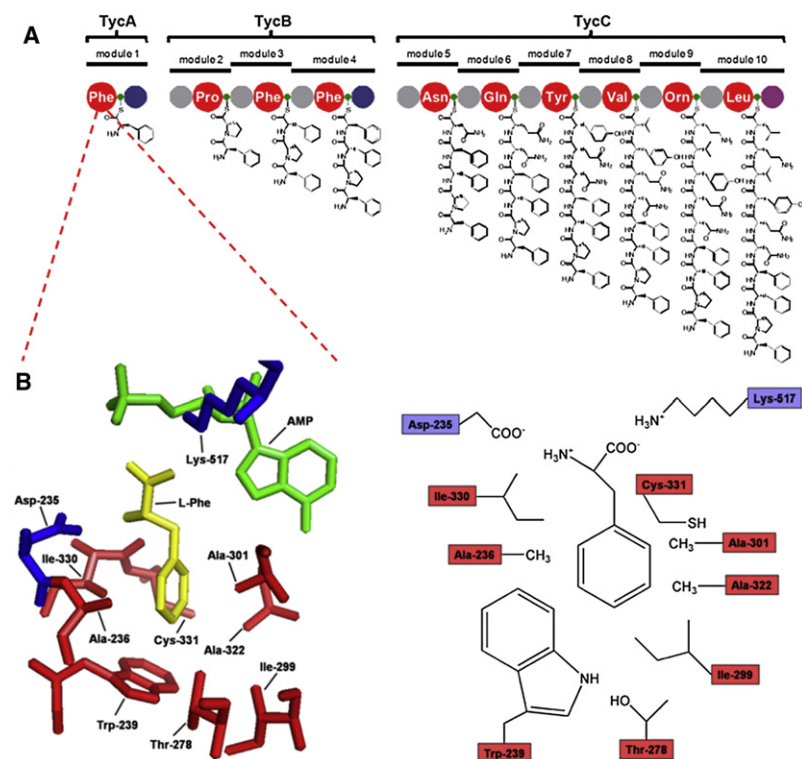 A
TycA TycB TycC
module 1 module 2 module 3 module 4 module 5 module 6 module 7 module 8 module 9 module 10
Phe Pro Phe Phe Asn Gln Tyr Val Orn Leu
B
AMP
Lys-517
L-Phe
Asp-235
Ile-330
Ala-301
Ala-236
Cys-331
Ala-322
Ile-299
Trp-239
Thr-278
Asp-235
COO⁻
H₃N⁺
Lys-517
H₃N⁺
COO⁻
Ile-330
Cys-331
SH
Ala-236
CH₃
CH₃
Ala-301
CH₃
Ala-322
NH
Ile-299
HO
Trp-239
Thr-278